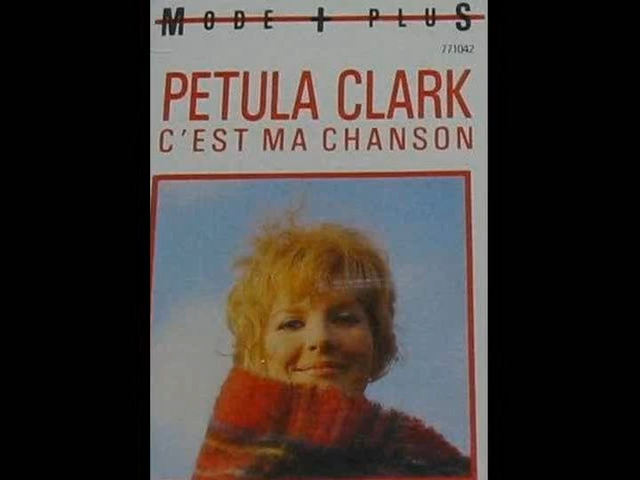 MODE + PLUS
771042
PETULA CLARK
C'EST MA CHANSON